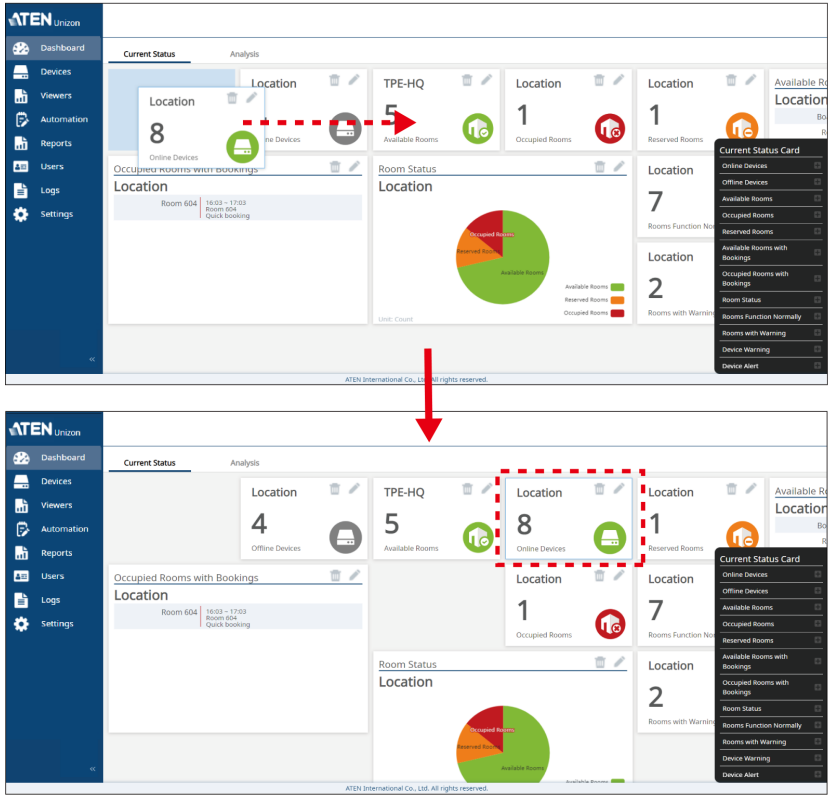 ATEN Unizon
Dashboard
Devices
Viewers
Automation
Reports
Users
Logs
Settings
«
Current Status
Analysis
Location
8
Online Devices
Location
ne Devices
TPE-HQ
5
Available Rooms
Location
1
Occupied Rooms
Location
1
Reserved Rooms
Available Ro
Location
Bo
R
Occupied Rooms with Bookings
Location
Room 604
16:03 ~ 17:03
Room 604
Quick booking
Room Status
Location
Occupied Rooms
Reserved Rooms
Available Rooms
Available Rooms
Reserved Rooms
Occupied Rooms
Unit: Count
Location
7
Rooms Function Nor
Location
2
Rooms with Warning
Current Status Card
Online Devices
Offline Devices
Available Rooms
Occupied Rooms
Reserved Rooms
Available Rooms with
Bookings
Occupied Rooms with
Bookings
Room Status
Rooms Function Normally
Rooms with Warning
Device Warning
Device Alert
ATEN International Co., Ltd. All rights reserved.
ATEN Unizon
Dashboard
Devices
Viewers
Automation
Reports
Users
Logs
Settings
«
Current Status
Analysis
Location
4
Offline Devices
TPE-HQ
5
Available Rooms
Location
8
Online Devices
Location
1
Reserved Rooms
Available Ro
Location
Bo
R
Occupied Rooms with Bookings
Location
Room 604
16:03 ~ 17:03
Room 604
Quick booking
Location
1
Occupied Rooms
Location
7
Rooms Function No
Room Status
Location
Occupied Rooms
Reserved Rooms
Available Rooms
Available Rooms
Location
2
Rooms with Warning
Current Status Card
Online Devices
Offline Devices
Available Rooms
Occupied Rooms
Reserved Rooms
Available Rooms with
Bookings
Occupied Rooms with
Bookings
Room Status
Rooms Function Normally
Rooms with Warning
Device Warning
Device Alert
ATEN International Co., Ltd. All rights reserved.